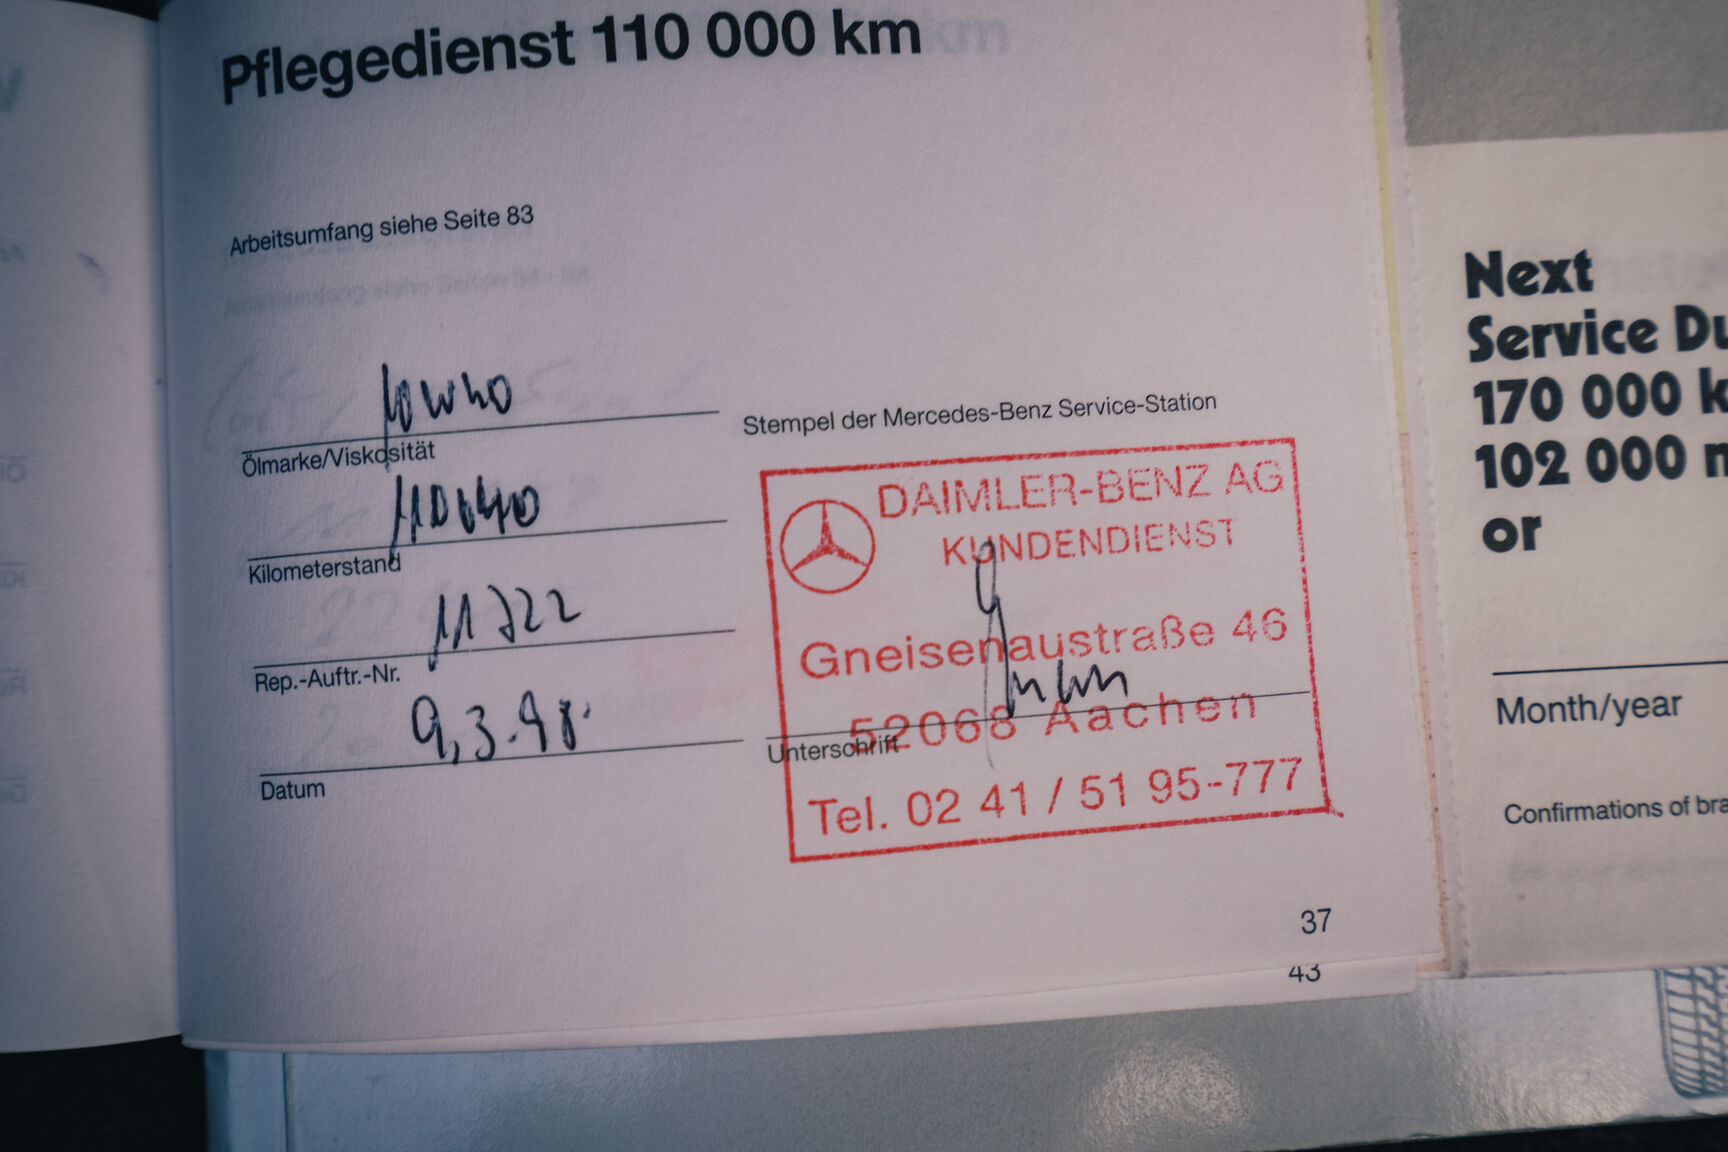 Pflegedienst 110 000 km
Arbeitsumfang siehe Seite 83
10W40
Ölmarke/Viskosität
110640
Kilometerstand
11722
Rep.-Auftr.-Nr.
9,3.98
Datum
Stempel der Mercedes-Benz Service-Station
DAIMLER-BENZ AG
KUNDENDIENST
Gneisenaustraße 46
52068 Aachen
Unterschrift
Tel. 02 41 / 51 95-777
37
43
Next
Service Du
170 000 k
102 000 m
or
Month/year
Confirmations of bra